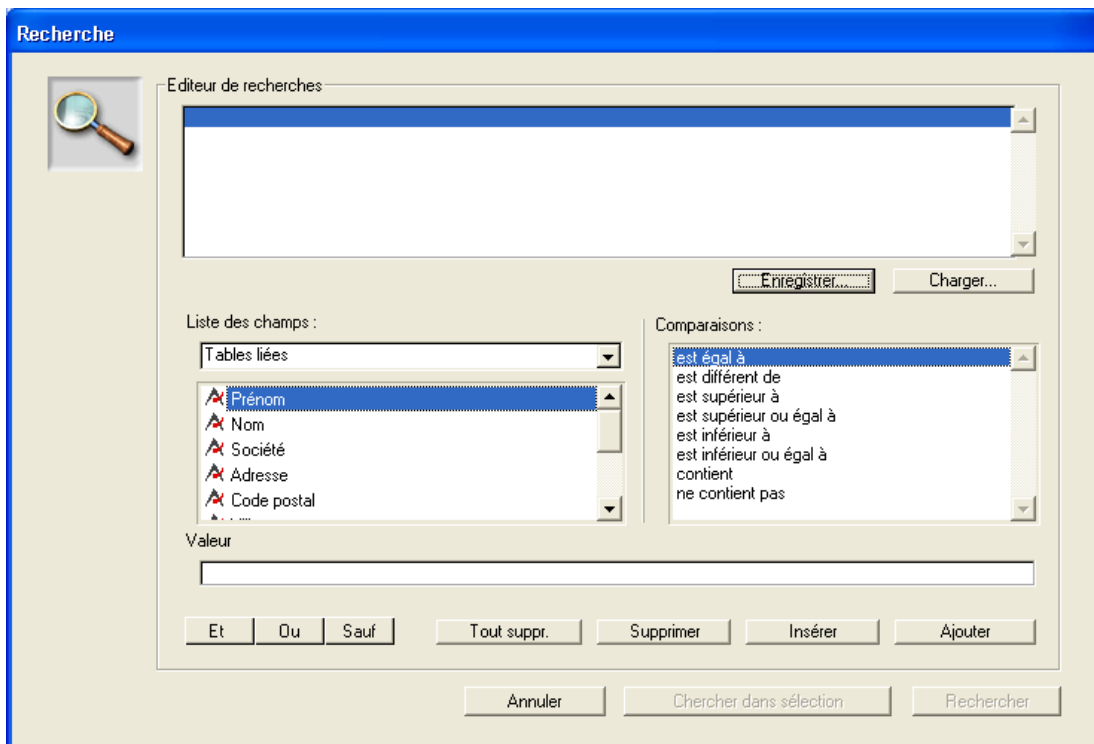 Recherche
Editeur de recherches
Enregistrer... Charger...
Liste des champs :
Tables liées
Prénom
Nom
Société
Adresse
Code postal
Comparaisons :
est égal à
est différent de
est supérieur à
est supérieur ou égal à
est inférieur à
est inférieur ou égal à
contient
ne contient pas
Valeur
Et Ou Sauf Tout suppr. Supprimer Insérer Ajouter
Annuler Chercher dans sélection Rechercher